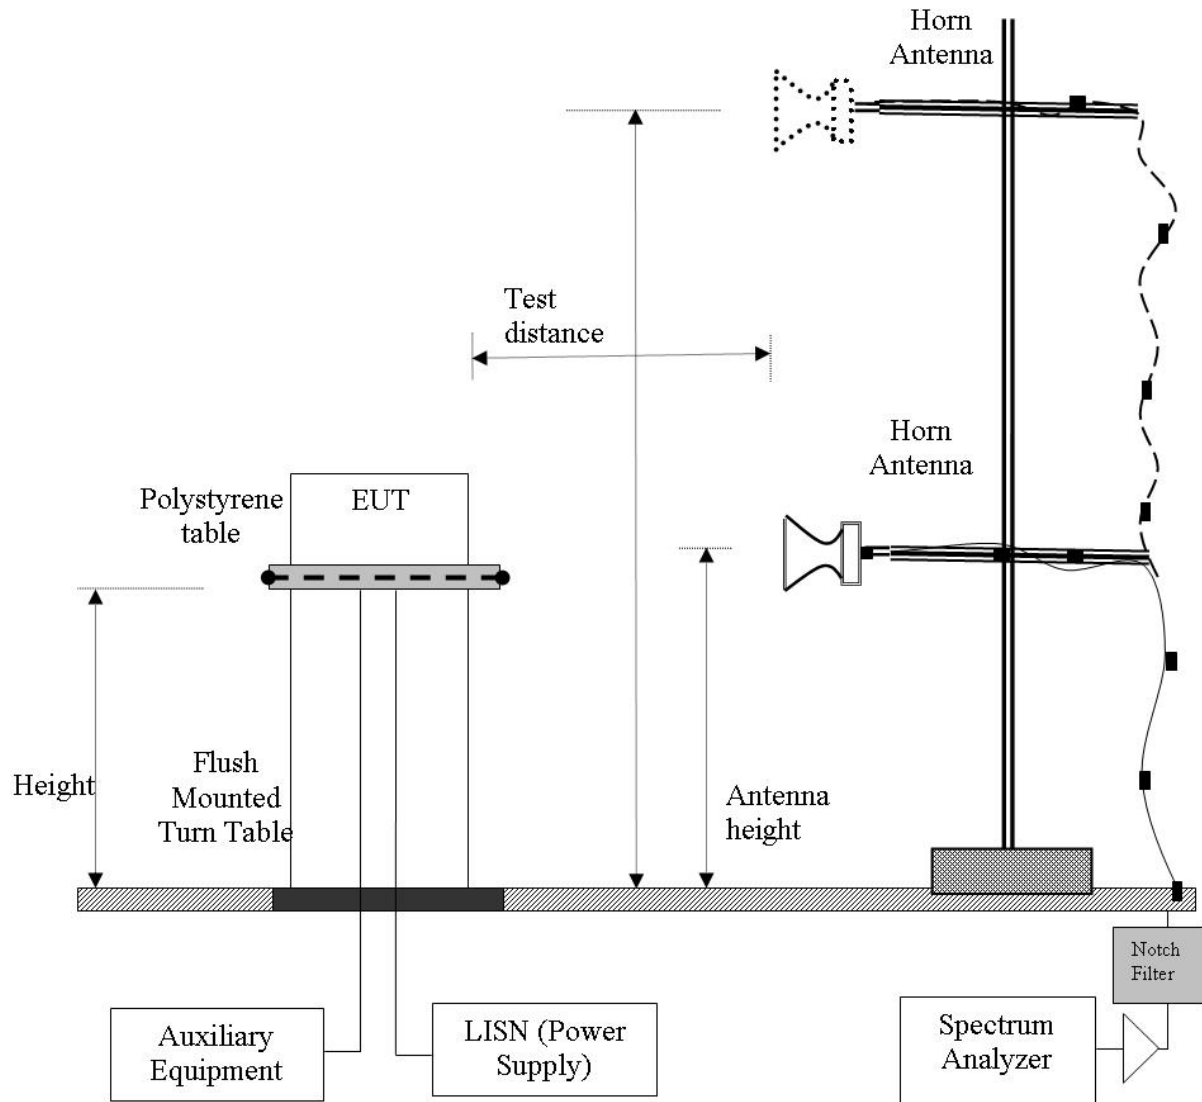 Horn
Antenna
Test
distance
Horn
Antenna
Polystyrene
table
EUT
Height
Flush
Mounted
Turn Table
Antenna
height
Notch
Filter
Auxiliary
Equipment
LISN (Power
Supply)
Spectrum
Analyzer